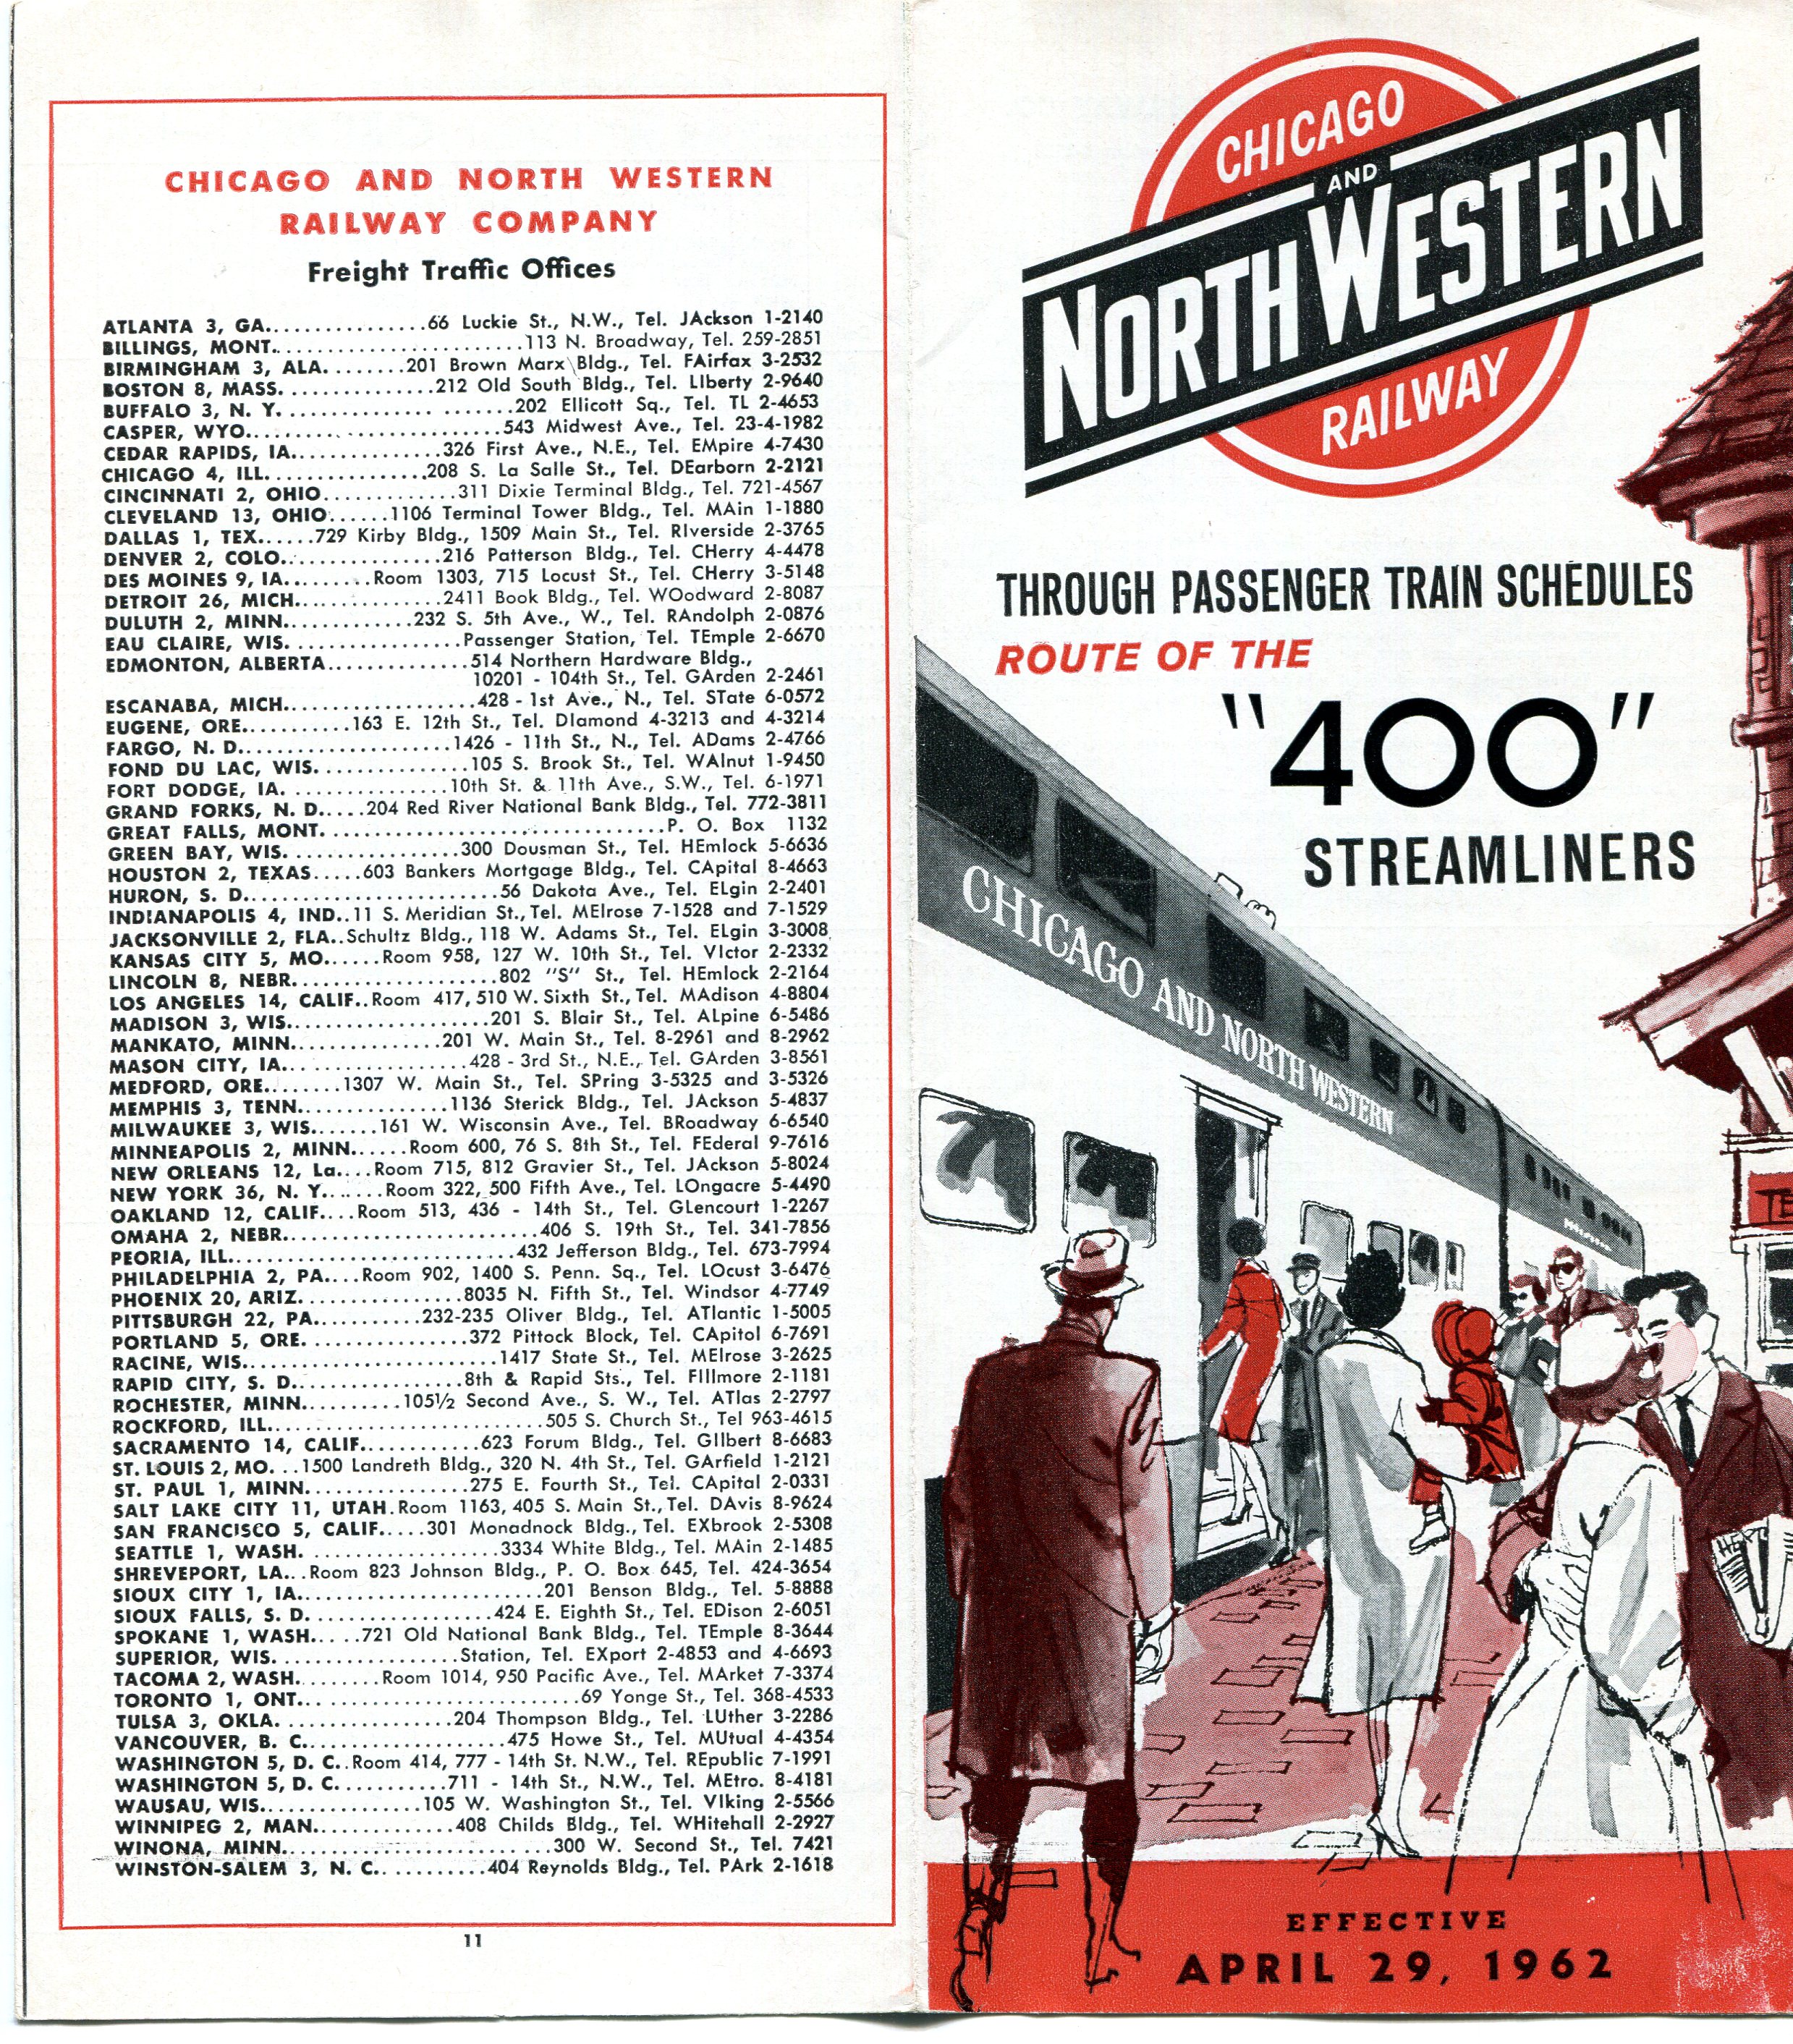 CHICAGO AND NORTH WESTERN
RAILWAY COMPANY
Freight Traffic Offices
ATLANTA 3, GA................66 Luckie St., N.W., Tel. JAckson 1-2140
BILLINGS, MONT.........................113 N. Broadway, Tel. 259-2851
BIRMINGHAM 3, ALA........201 Brown Marx Bldg., Tel. FAirfax 3-2532
BOSTON 8, MASS...............212 Old South Bldg., Tel. LIberty 2-9640
BUFFALO 3, N. Y......................202 Ellicott Sq., Tel. TL 2-4653
CASPER, WYO..........................543 Midwest Ave., Tel. 23-4-1982
CEDAR RAPIDS, IA...............326 First Ave., N.E., Tel. EMpire 4-7430
CHICAGO 4, ILL................208 S. La Salle St., Tel. DEarborn 2-2121
CINCINNATI 2, OHIO.............311 Dixie Terminal Bldg., Tel. 721-4567
CLEVELAND 13, OHIO......1106 Terminal Tower Bldg., Tel. MAin 1-1880
DALLAS 1, TEX......729 Kirby Bldg., 1509 Main St., Tel. RIverside 2-3765
DENVER 2, COLO................216 Patterson Bldg., Tel. CHerry 4-4478
DES MOINES 9, IA.........Room 1303, 715 Locust St., Tel. CHerry 3-5148
DETROIT 26, MICH...............2411 Book Bldg., Tel. WOodward 2-8087
DULUTH 2, MINN.............232 S. 5th Ave., W., Tel. RAndolph 2-0876
EAU CLAIRE, WIS..................Passenger Station, Tel. TEmple 2-6670
EDMONTON, ALBERTA..............514 Northern Hardware Bldg.,
10201 - 104th St., Tel. GArden 2-2461
ESCANABA, MICH...................428 - 1st Ave., N., Tel. STate 6-0572
EUGENE, ORE...........163 E. 12th St., Tel. DIamond 4-3213 and 4-3214
FARGO, N. D.....................1426 - 11th St., N., Tel. ADams 2-4766
FOND DU LAC, WIS................105 S. Brook St., Tel. WAlnut 1-9450
FORT DODGE, IA................10th St. & 11th Ave., S.W., Tel. 6-1971
GRAND FORKS, N. D.....204 Red River National Bank Bldg., Tel. 772-3811
GREAT FALLS, MONT.................................P. O. Box 1132
GREEN BAY, WIS..................300 Dousman St., Tel. HEmlock 5-6636
HOUSTON 2, TEXAS.....603 Bankers Mortgage Bldg., Tel. CApital 8-4663
HURON, S. D.........................56 Dakota Ave., Tel. ELgin 2-2401
INDIANAPOLIS 4, IND..11 S. Meridian St., Tel. MElrose 7-1528 and 7-1529
JACKSONVILLE 2, FLA..Schultz Bldg., 118 W. Adams St., Tel. ELgin 3-3008
KANSAS CITY 5, MO......Room 958, 127 W. 10th St., Tel. VIctor 2-2332
LINCOLN 8, NEBR.....................802 "S" St., Tel. HEmlock 2-2164
LOS ANGELES 14, CALIF..Room 417, 510 W. Sixth St., Tel. MAdison 4-8804
MADISON 3, WIS....................201 S. Blair St., Tel. ALpine 6-5486
MANKATO, MINN...............201 W. Main St., Tel. 8-2961 and 8-2962
MASON CITY, IA...................428 - 3rd St., N.E., Tel. GArden 3-8561
MEDFORD, ORE........1307 W. Main St., Tel. SPring 3-5325 and 3-5326
MEMPHIS 3, TENN...............1136 Sterick Bldg., Tel. JAckson 5-4837
MILWAUKEE 3, WIS.......161 W. Wisconsin Ave., Tel. BRoadway 6-6540
MINNEAPOLIS 2, MINN......Room 600, 76 S. 8th St., Tel. FEderal 9-7616
NEW ORLEANS 12, La....Room 715, 812 Gravier St., Tel. JAckson 5-8024
NEW YORK 36, N. Y.......Room 322, 500 Fifth Ave., Tel. LOngacre 5-4490
OAKLAND 12, CALIF....Room 513, 436 - 14th St., Tel. GLencourt 1-2267
OMAHA 2, NEBR..........................406 S. 19th St., Tel. 341-7856
PEORIA, ILL............................432 Jefferson Bldg., Tel. 673-7994
PHILADELPHIA 2, PA....Room 902, 1400 S. Penn. Sq., Tel. LOcust 3-6476
PHOENIX 20, ARIZ................8035 N. Fifth St., Tel. Windsor 4-7749
PITTSBURGH 22, PA...........232-235 Oliver Bldg., Tel. ATlantic 1-5005
PORTLAND 5, ORE.................372 Pittock Block, Tel. CApitol 6-7691
RACINE, WIS.........................1417 State St., Tel. MElrose 3-2625
RAPID CITY, S. D.................8th & Rapid Sts., Tel. FIllmore 2-1181
ROCHESTER, MINN..........105½ Second Ave., S. W., Tel. ATlas 2-2797
ROCKFORD, ILL...........................505 S. Church St., Tel 963-4615
SACRAMENTO 14, CALIF............623 Forum Bldg., Tel. GIlbert 8-6683
ST. LOUIS 2, MO...1500 Landreth Bldg., 320 N. 4th St., Tel. GArfield 1-2121
ST. PAUL 1, MINN.................275 E. Fourth St., Tel. CApital 2-0331
SALT LAKE CITY 11, UTAH.Room 1163, 405 S. Main St., Tel. DAvis 8-9624
SAN FRANCISCO 5, CALIF.....301 Monadnock Bldg., Tel. EXbrook 2-5308
SEATTLE 1, WASH....................3334 White Bldg., Tel. MAin 2-1485
SHREVEPORT, LA...Room 823 Johnson Bldg., P. O. Box 645, Tel. 424-3654
SIOUX CITY 1, IA........................201 Benson Bldg., Tel. 5-8888
SIOUX FALLS, S. D..................424 E. Eighth St., Tel. EDison 2-6051
SPOKANE 1, WASH.....721 Old National Bank Bldg., Tel. TEmple 8-3644
SUPERIOR, WIS..................Station, Tel. EXport 2-4853 and 4-6693
TACOMA 2, WASH.........Room 1014, 950 Pacific Ave., Tel. MArket 7-3374
TORONTO 1, ONT............................69 Yonge St., Tel. 368-4533
TULSA 3, OKLA..................204 Thompson Bldg., Tel. LUther 3-2286
VANCOUVER, B. C.....................475 Howe St., Tel. MUtual 4-4354
WASHINGTON 5, D. C..Room 414, 777 - 14th St. N.W., Tel. REpublic 7-1991
WASHINGTON 5, D. C...........711 - 14th St., N.W., Tel. MEtro. 8-4181
WAUSAU, WIS................105 W. Washington St., Tel. VIking 2-5566
WINNIPEG 2, MAN..............408 Childs Bldg., Tel. WHitehall 2-2927
WINONA, MINN..........................300 W. Second St., Tel. 7421
WINSTON-SALEM 3, N. C...........404 Reynolds Bldg., Tel. PArk 2-1618
11
CHICAGO
AND
NORTH WESTERN
RAILWAY
THROUGH PASSENGER TRAIN SCHEDULES
ROUTE OF THE
"400"
STREAMLINERS
CHICAGO AND NORTH WESTERN
TE
HER
EFFECTIVE
APRIL 29, 1962